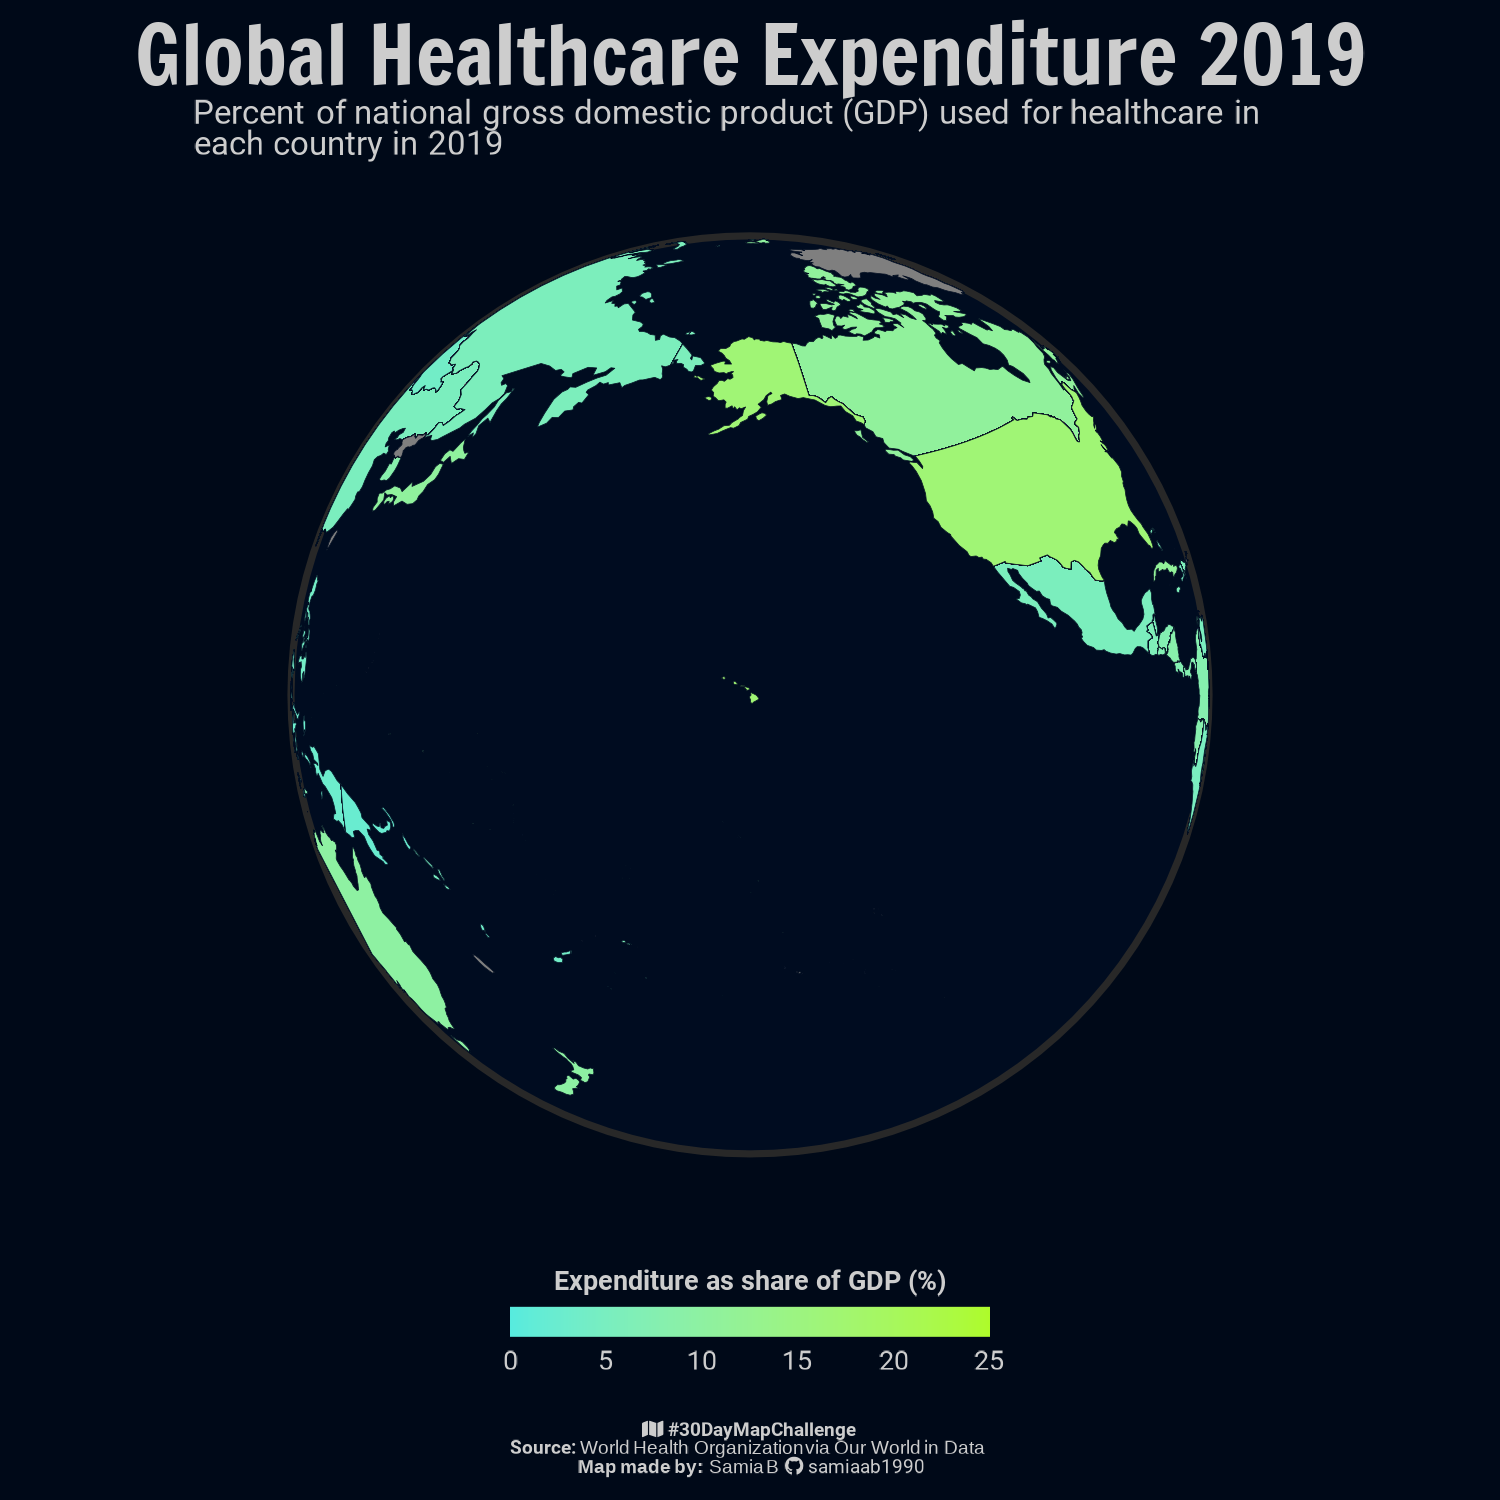 Global Healthcare Expenditure 2019
Percent of national gross domestic product (GDP) used for healthcare in
each country in 2019
Expenditure as share of GDP (%)
0 5 10 15 20 25
#30DayMapChallenge
Source: World Health Organization via Our World in Data
Map made by: Samia B samiaab1990